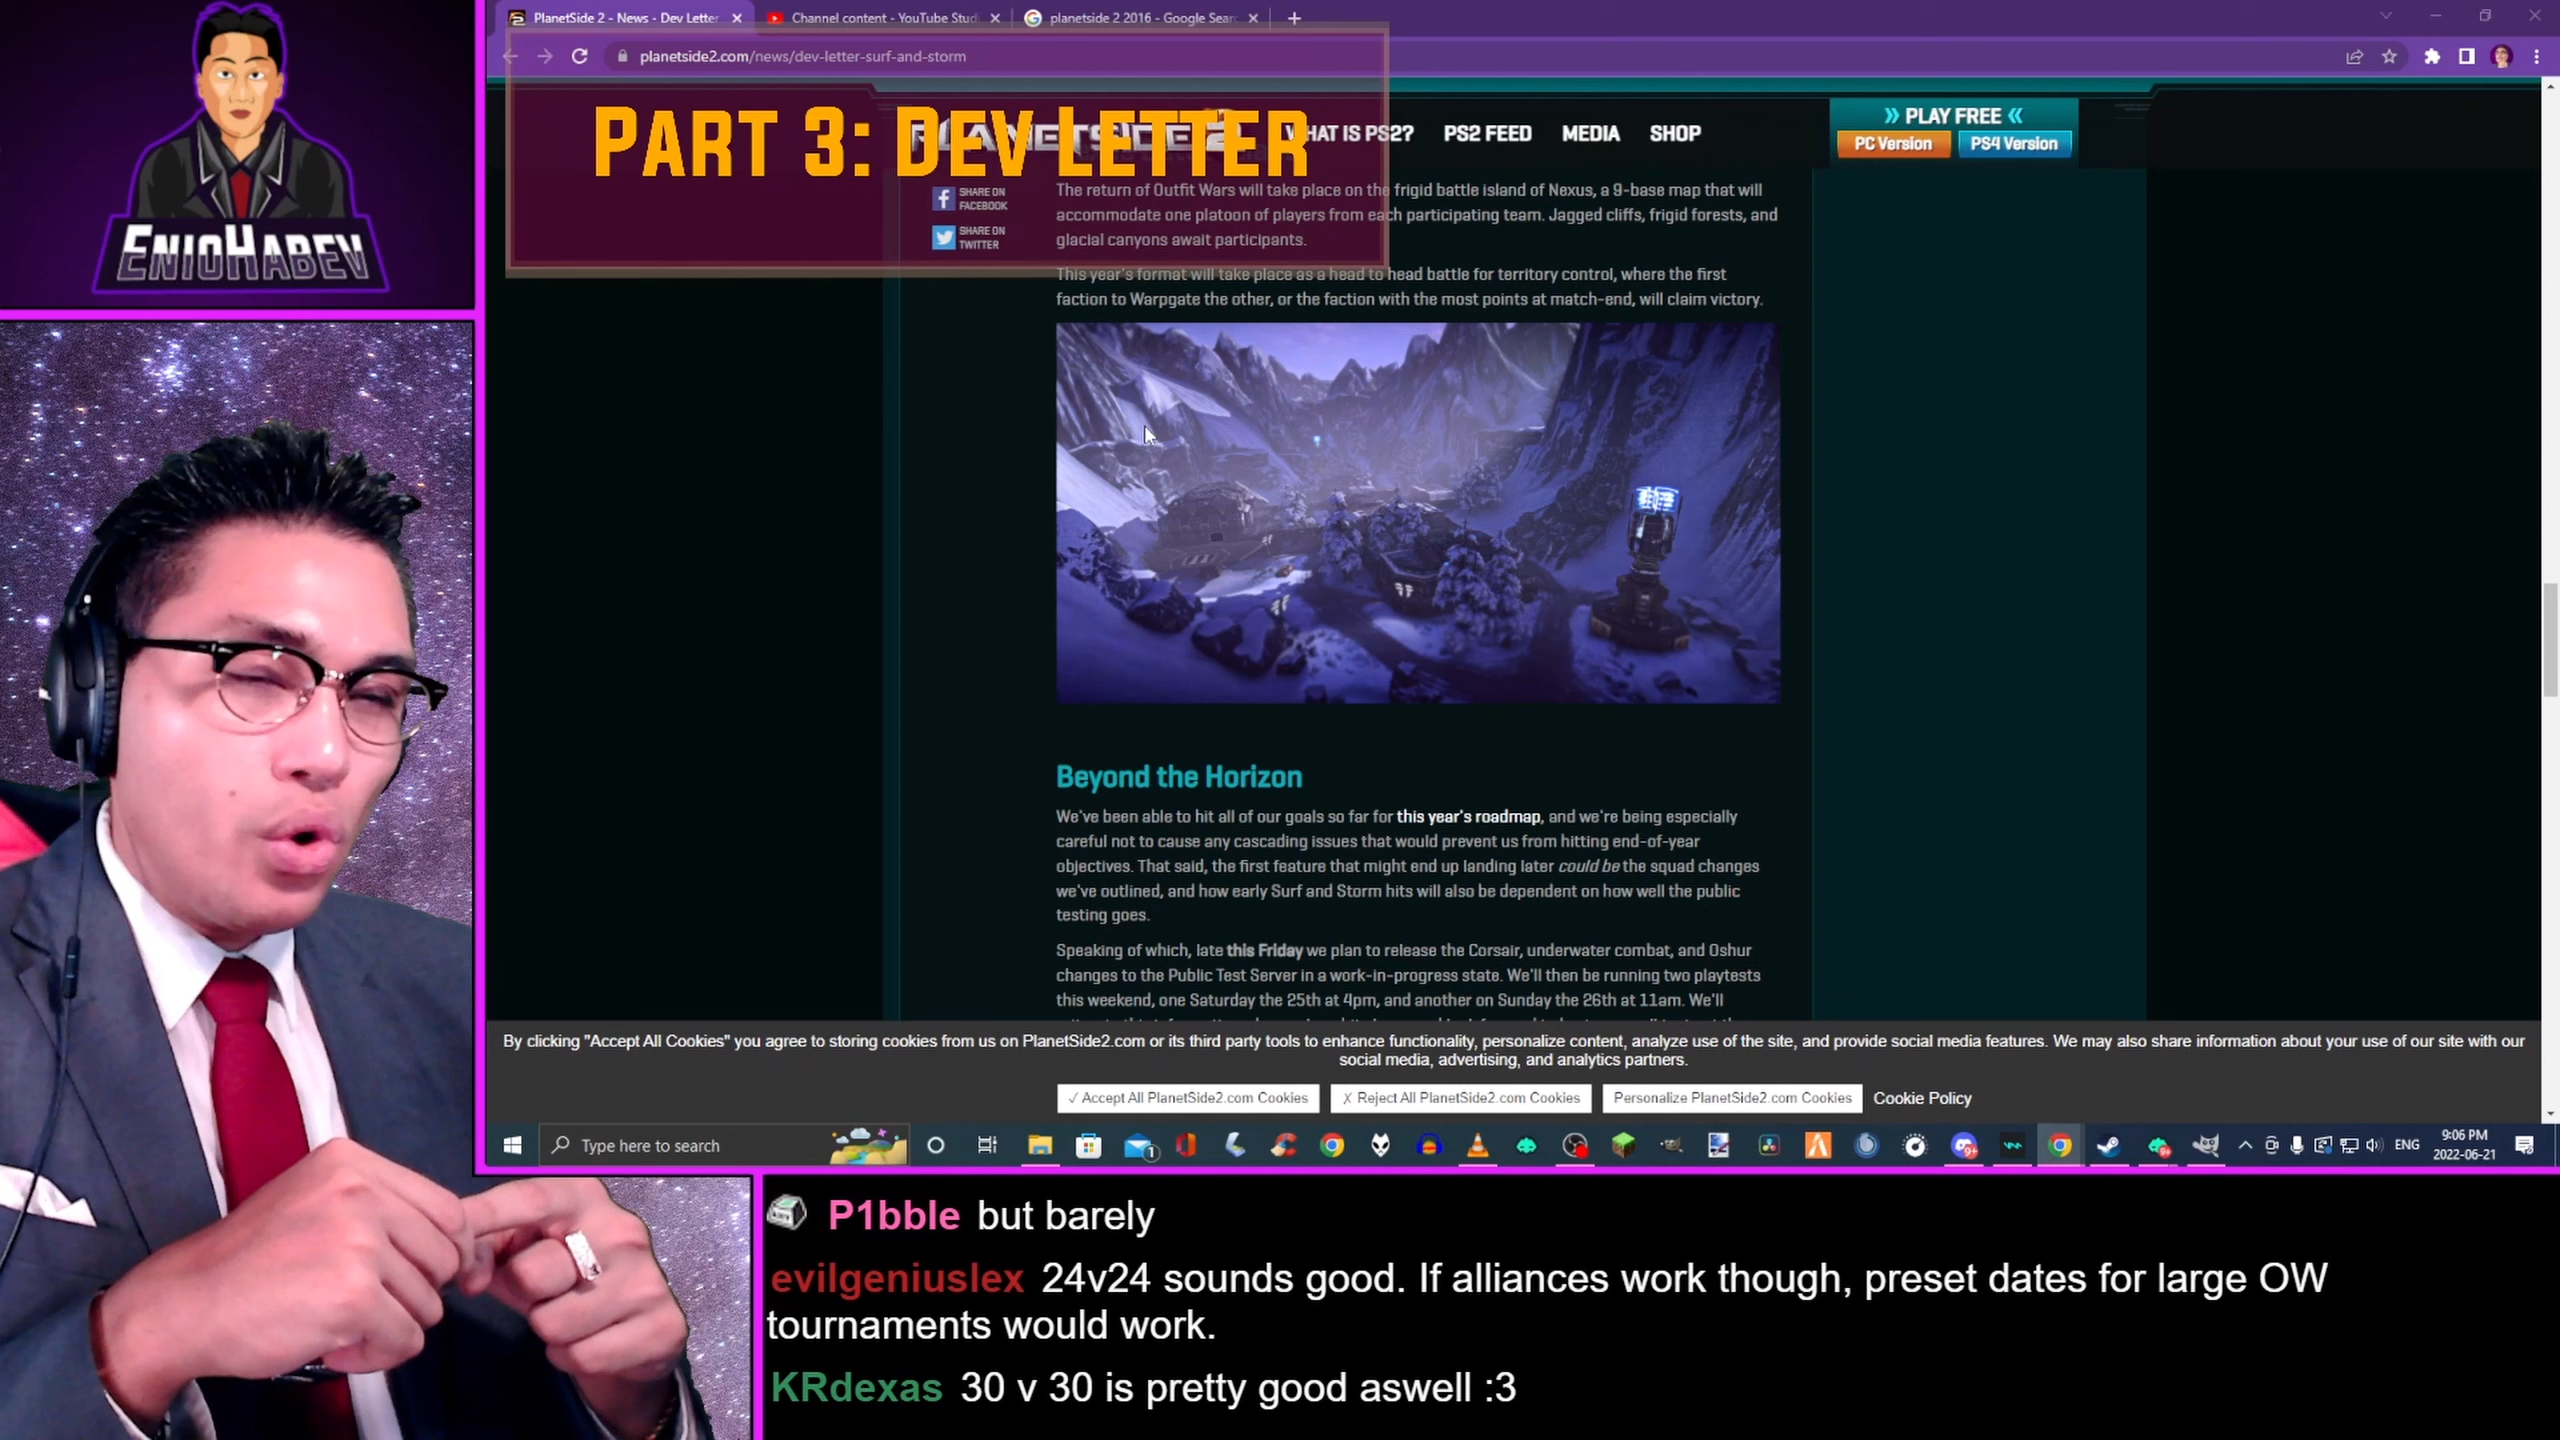 PlanetSide 2 - News - Dev Letter
Channel content - YouTube Stud
planetside 2 2016 - Google Sear
planetside2.com/news/dev-letter-surf-and-storm
Part 3: Dev Letter
PLANETSIDE 2
WHAT IS PS2?
PS2 FEED
MEDIA
SHOP
PLAY FREE
PC Version
PS4 Version
ENIOHABEV
SHARE ON
FACEBOOK
SHARE ON
TWITTER
The return of Outfit Wars will take place on the frigid battle island of Nexus, a 9-base map that will
accommodate one platoon of players from each participating team. Jagged cliffs, frigid forests, and
glacial canyons await participants.
This year's format will take place as a head to head battle for territory control, where the first
faction to Warpgate the other, or the faction with the most points at match-end, will claim victory.
Beyond the Horizon
We've been able to hit all of our goals so far for this year's roadmap, and we're being especially
careful not to cause any cascading issues that would prevent us from hitting end-of-year
objectives. That said, the first feature that might end up landing later could be the squad changes
we've outlined, and how early Surf and Storm hits will also be dependent on how well the public
testing goes.
Speaking of which, late this Friday we plan to release the Corsair, underwater combat, and Oshur
changes to the Public Test Server in a work-in-progress state. We'll then be running two playtests
this weekend, one Saturday the 25th at 4pm, and another on Sunday the 26th at 11am. We'll
By clicking "Accept All Cookies" you agree to storing cookies from us on PlanetSide2.com or its third party tools to enhance functionality, personalize content, analyze use of the site, and provide social media features. We may also share information about your use of our site with our
social media, advertising, and analytics partners.
✓ Accept All PlanetSide2.com Cookies
X Reject All PlanetSide2.com Cookies
Personalize PlanetSide2.com Cookies
Cookie Policy
Type here to search
ENG
9:06 PM
2022-06-21
P1bble but barely
evilgeniuslex 24v24 sounds good. If alliances work though, preset dates for large OW
tournaments would work.
KRdexas 30 v 30 is pretty good aswell :3